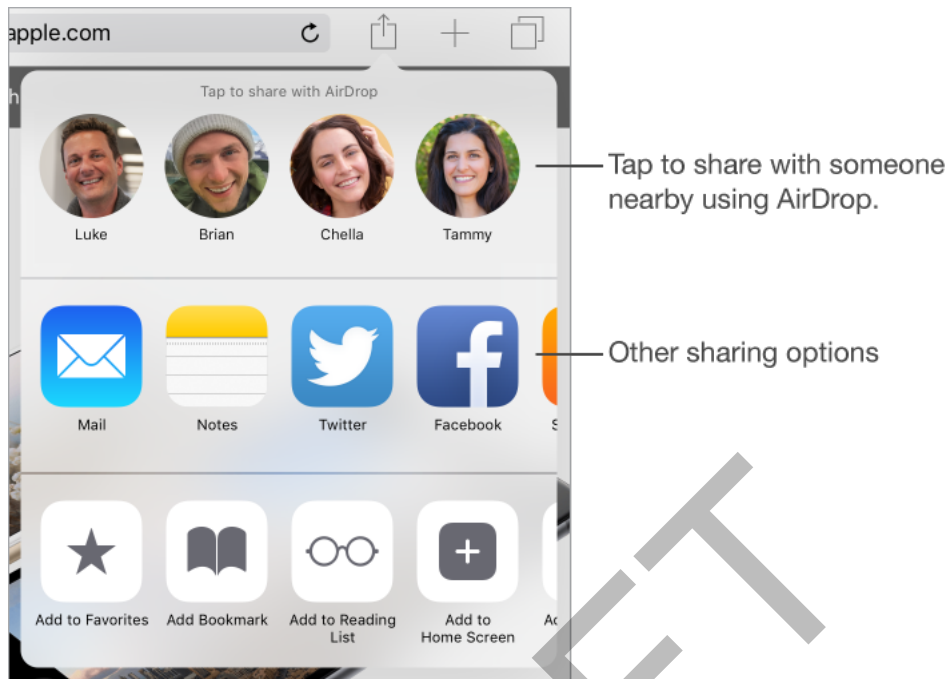 apple.com
h
Tap to share with AirDrop
Luke Brian Chella Tammy
Tap to share with someone
nearby using AirDrop.
Other sharing options
Mail Notes Twitter Facebook S
Add to Favorites Add Bookmark Add to Reading List Add to Home Screen
ET